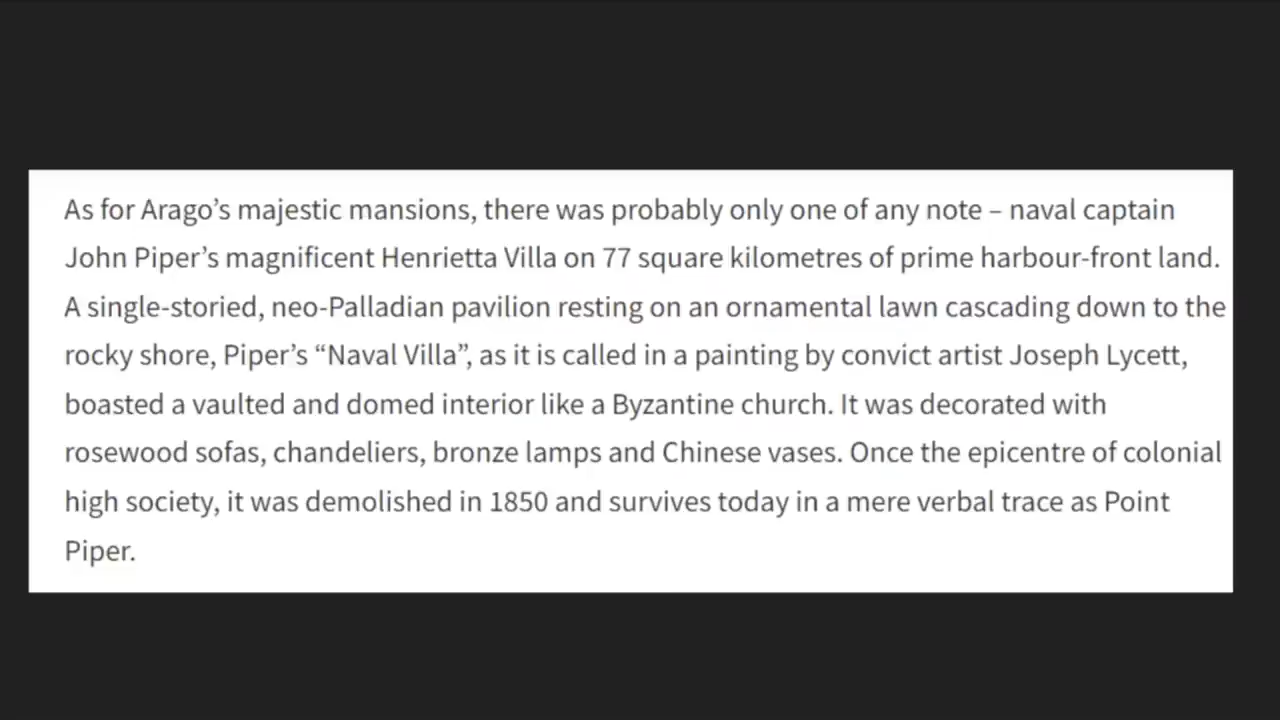 As for Arago’s majestic mansions, there was probably only one of any note – naval captain
John Piper’s magnificent Henrietta Villa on 77 square kilometres of prime harbour-front land.
A single-storied, neo-Palladian pavilion resting on an ornamental lawn cascading down to the
rocky shore, Piper’s “Naval Villa”, as it is called in a painting by convict artist Joseph Lycett,
boasted a vaulted and domed interior like a Byzantine church. It was decorated with
rosewood sofas, chandeliers, bronze lamps and Chinese vases. Once the epicentre of colonial
high society, it was demolished in 1850 and survives today in a mere verbal trace as Point
Piper.